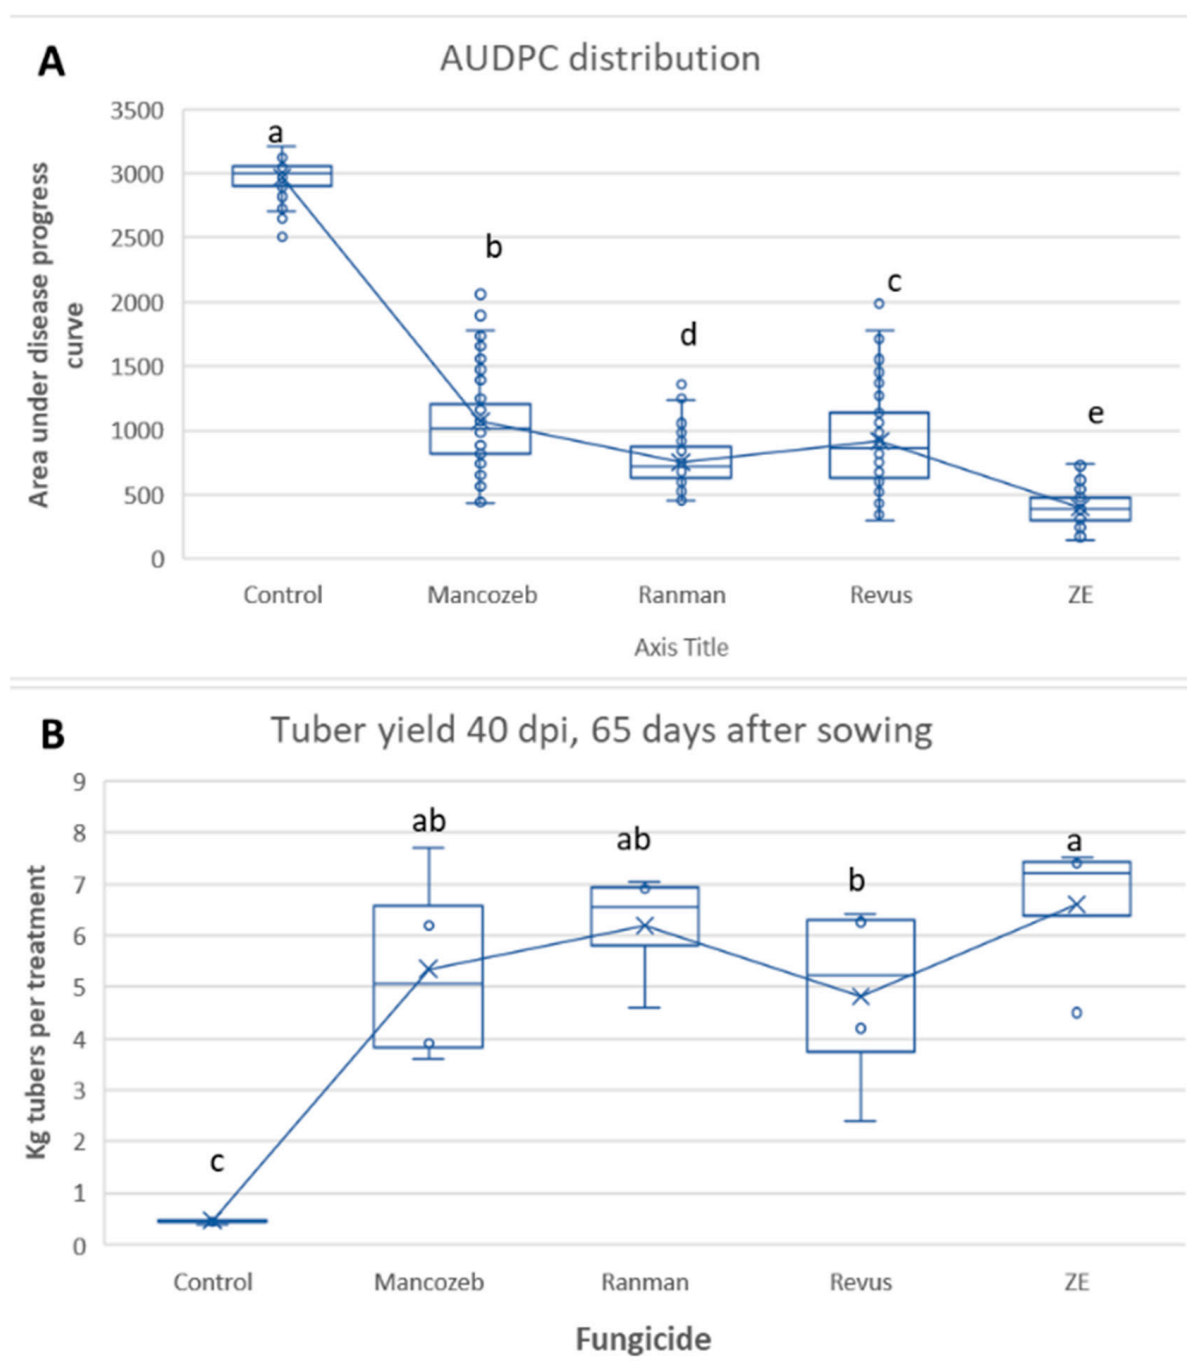 A
AUDPC distribution
3500
3000
2500
2000
1500
1000
500
0
Area under disease progress
curve
a
b
d
c
e
Control Mancozeb Ranman Revus ZE
Axis Title
B
Tuber yield 40 dpi, 65 days after sowing
9
8
7
6
5
4
3
2
1
0
Kg tubers per treatment
c
ab
ab
b
a
Control Mancozeb Ranman Revus ZE
Fungicide